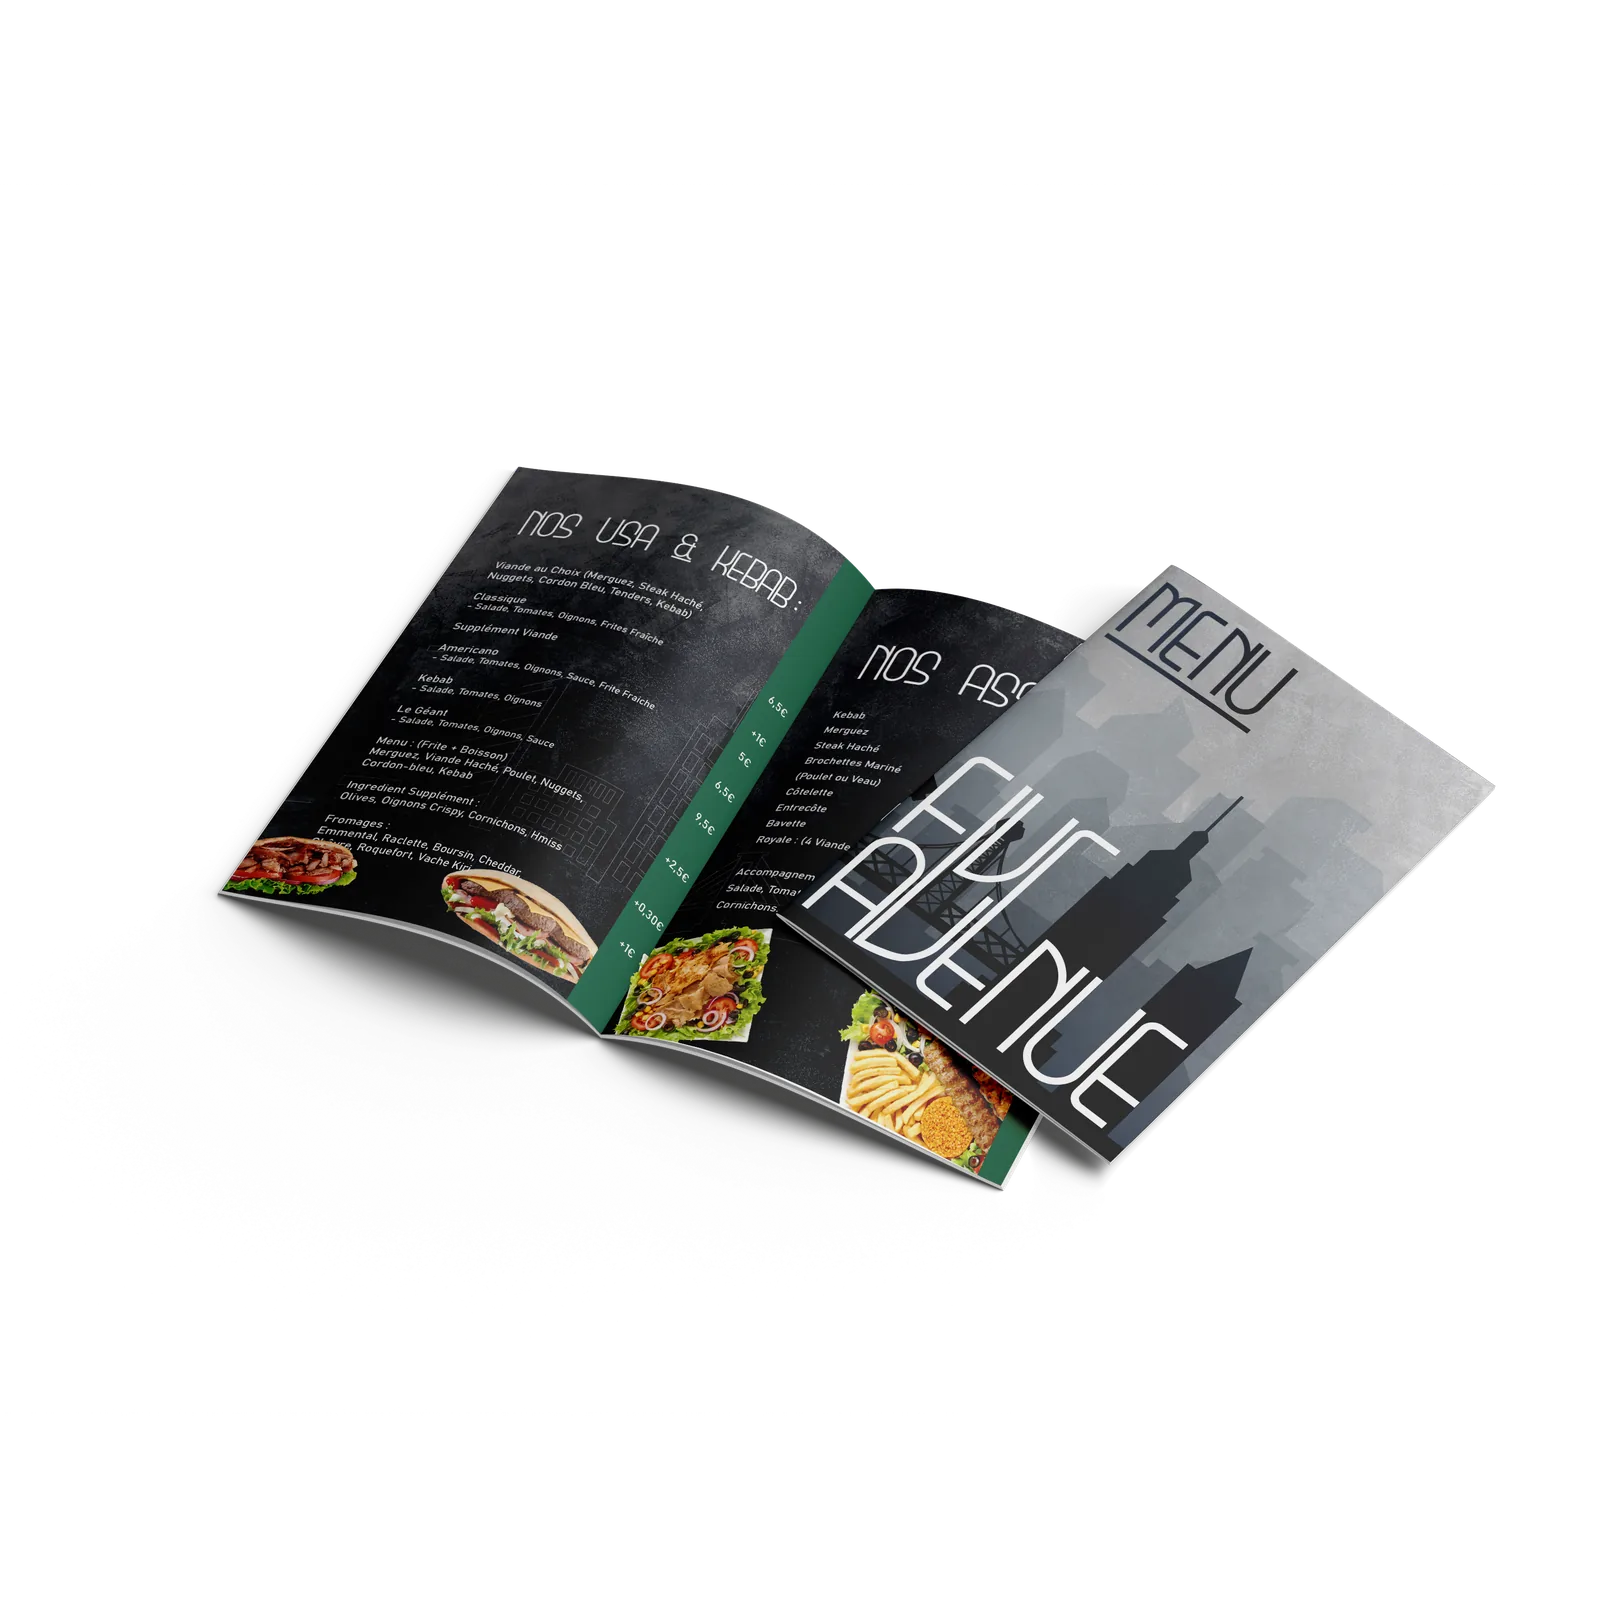 NOS USA & KEBAB :
Viande au Choix (Merguez, Steak Haché,
Nuggets, Cordon Bleu, Tenders, Kebab)
Classique
- Salade, Tomates, Oignons, Frites Fraîche
Supplément Viande
Americano
- Salade, Tomates, Oignons, Sauce, Frite Fraiche.
Kebab
- Salade, Tomates, Oignons
Le Géant
- Salade, Tomates, Oignons, Sauce
Menu : (Frite + Boisson)
Merguez, Viande Haché, Poulet, Nuggets,
Cordon-bleu, Kebab
Ingredient Supplément :
Olives, Oignons Crispy, Cornichons, Hmiss
Fromages :
Emmental, Raclette, Boursin, Cheddar,
Roquefort, Vache Kiri
6,5€
+1€
5€
6,5€
9,5€
+2,5€
+0,30€
+1€
NOS
Kebab
Merguez
Steak Haché
Brochettes Mariné
(Poulet ou Veau)
Côtelette
Entrecôte
Bavette
Royale : (4 Viande
Accompagnem
Salade, Toma
Cornichons.
MENU
FIVE
AVENUE